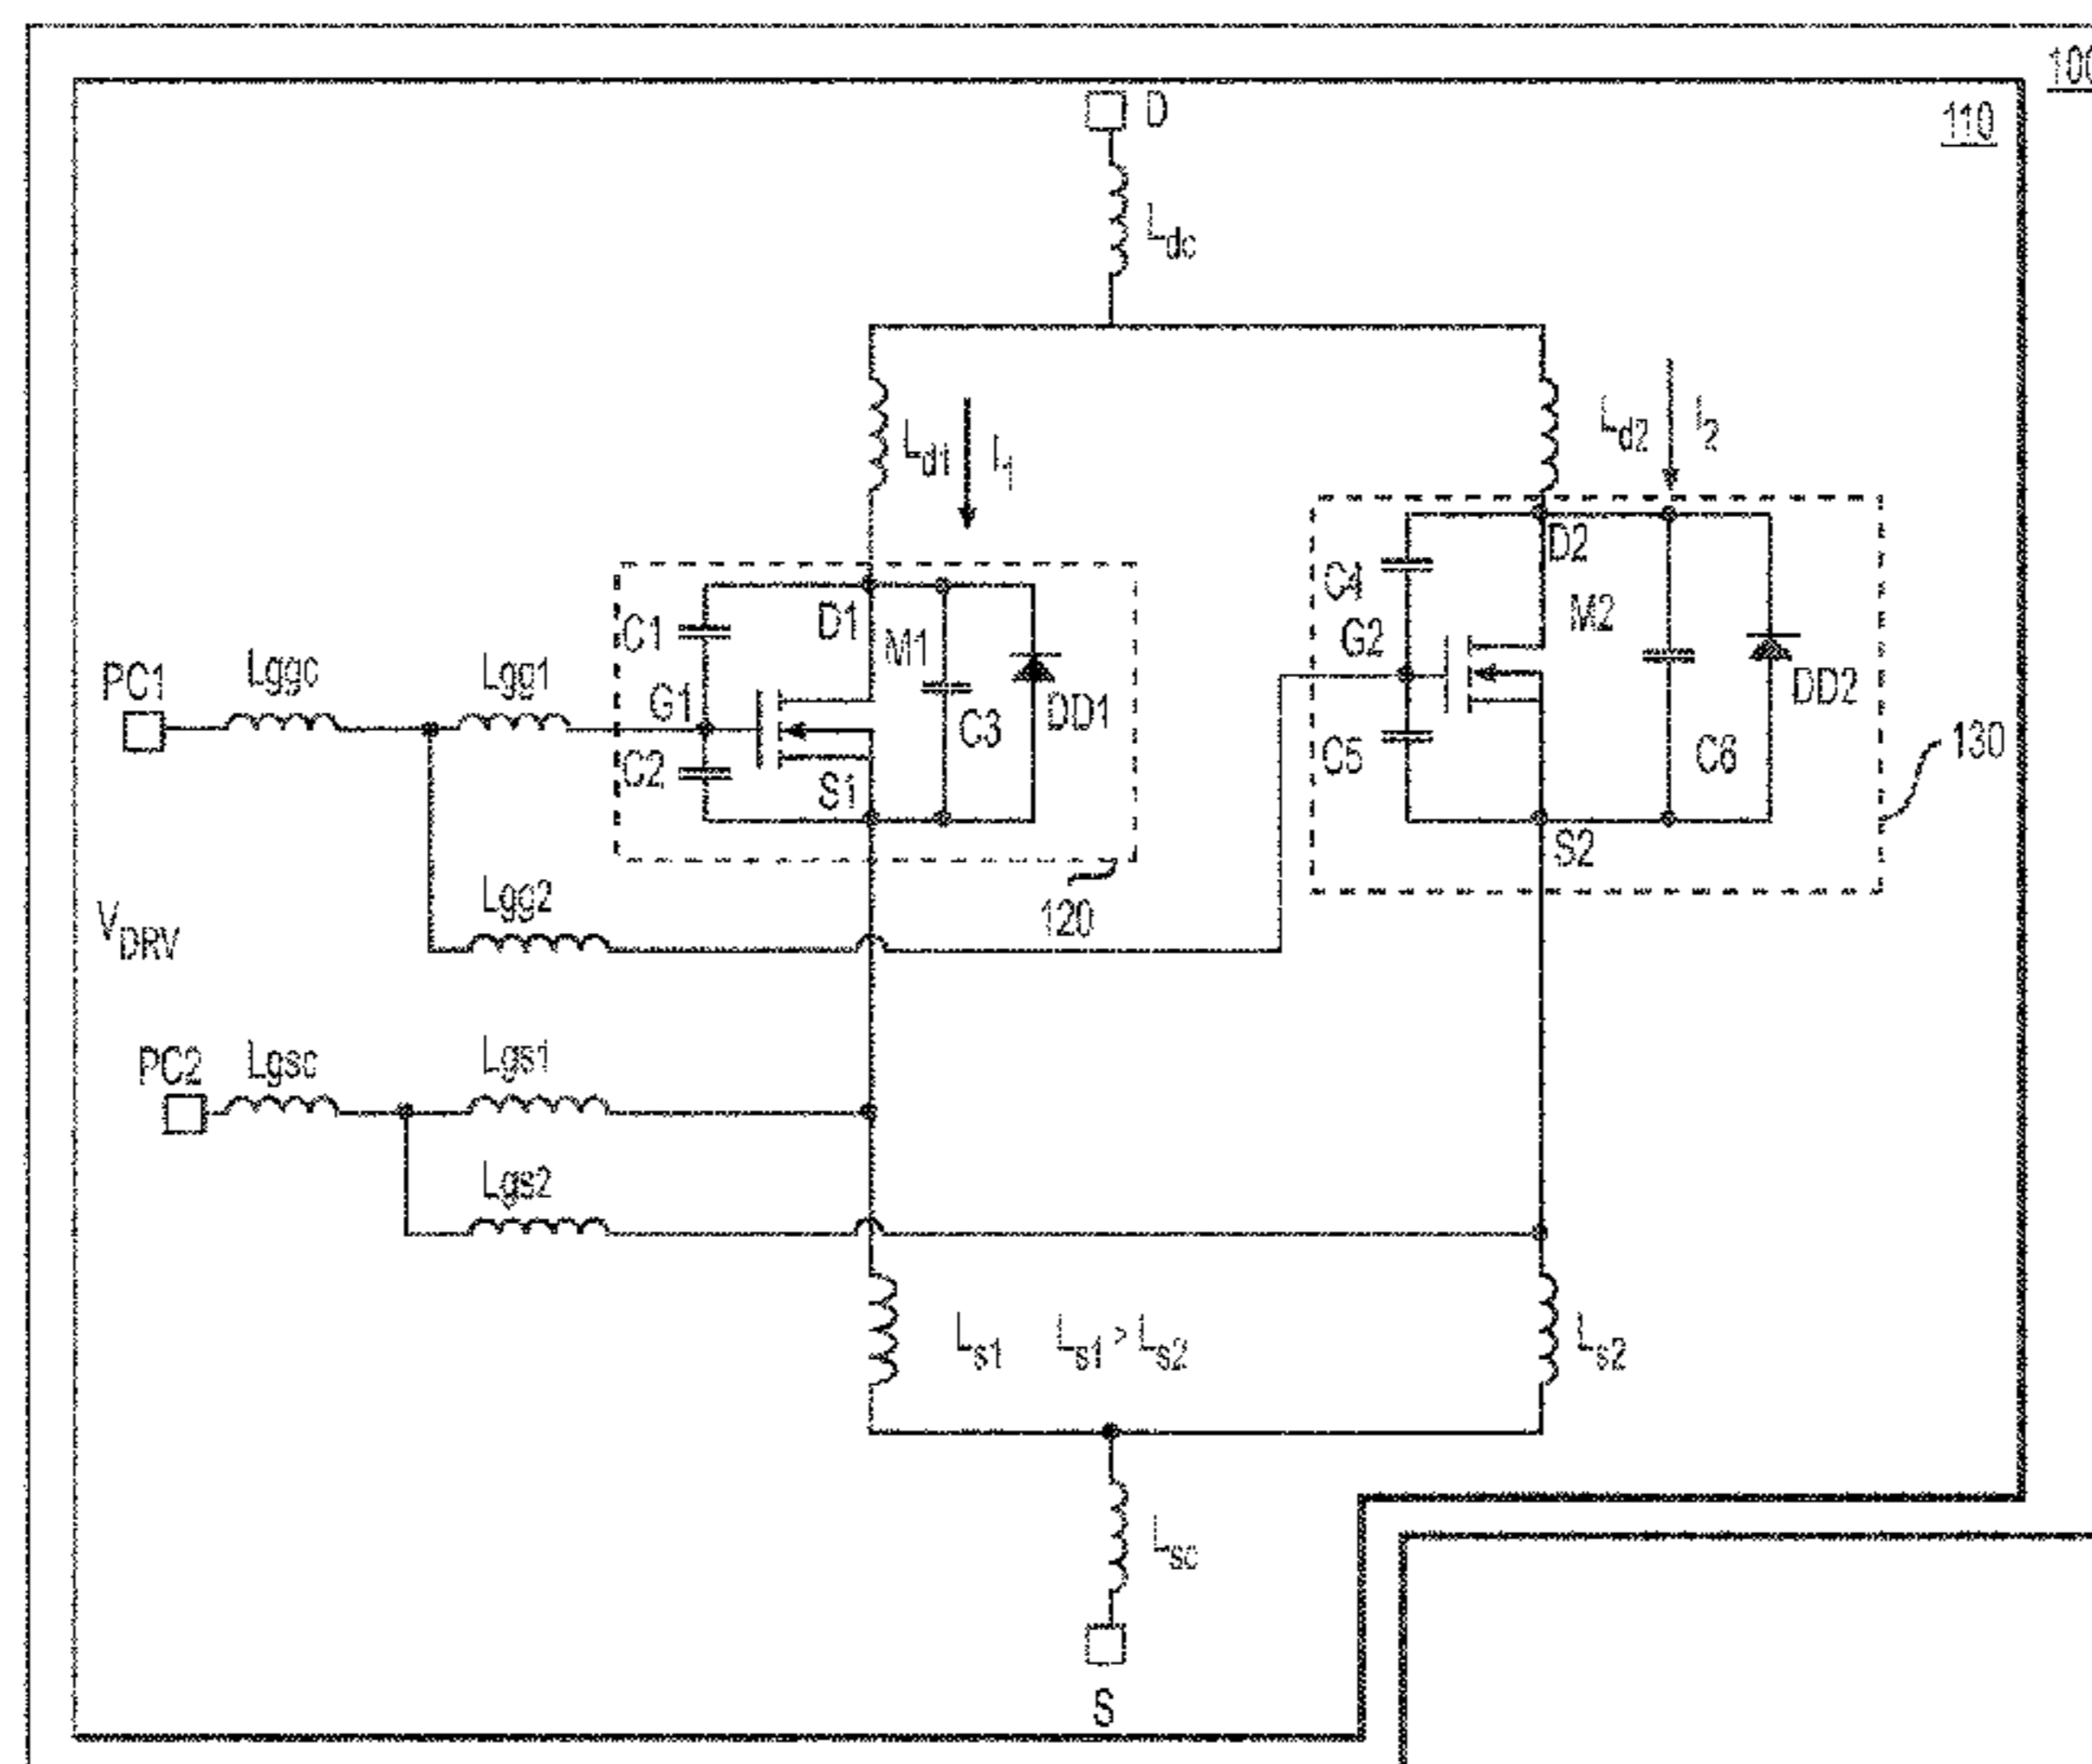 100
110
D
Ldc
Ld1
I1
Ld2
I2
D2
C4
M2
G2
DD2
C5
C6
S2
130
C1
D1
M1
G1
C3
DD1
C2
S1
120
PC1
Lggc
Lgg1
Lgg2
VDRV
PC2
Lgsc
Lgs1
Lgs2
Ls1
Ls1 > Ls2
Ls2
Lsc
S